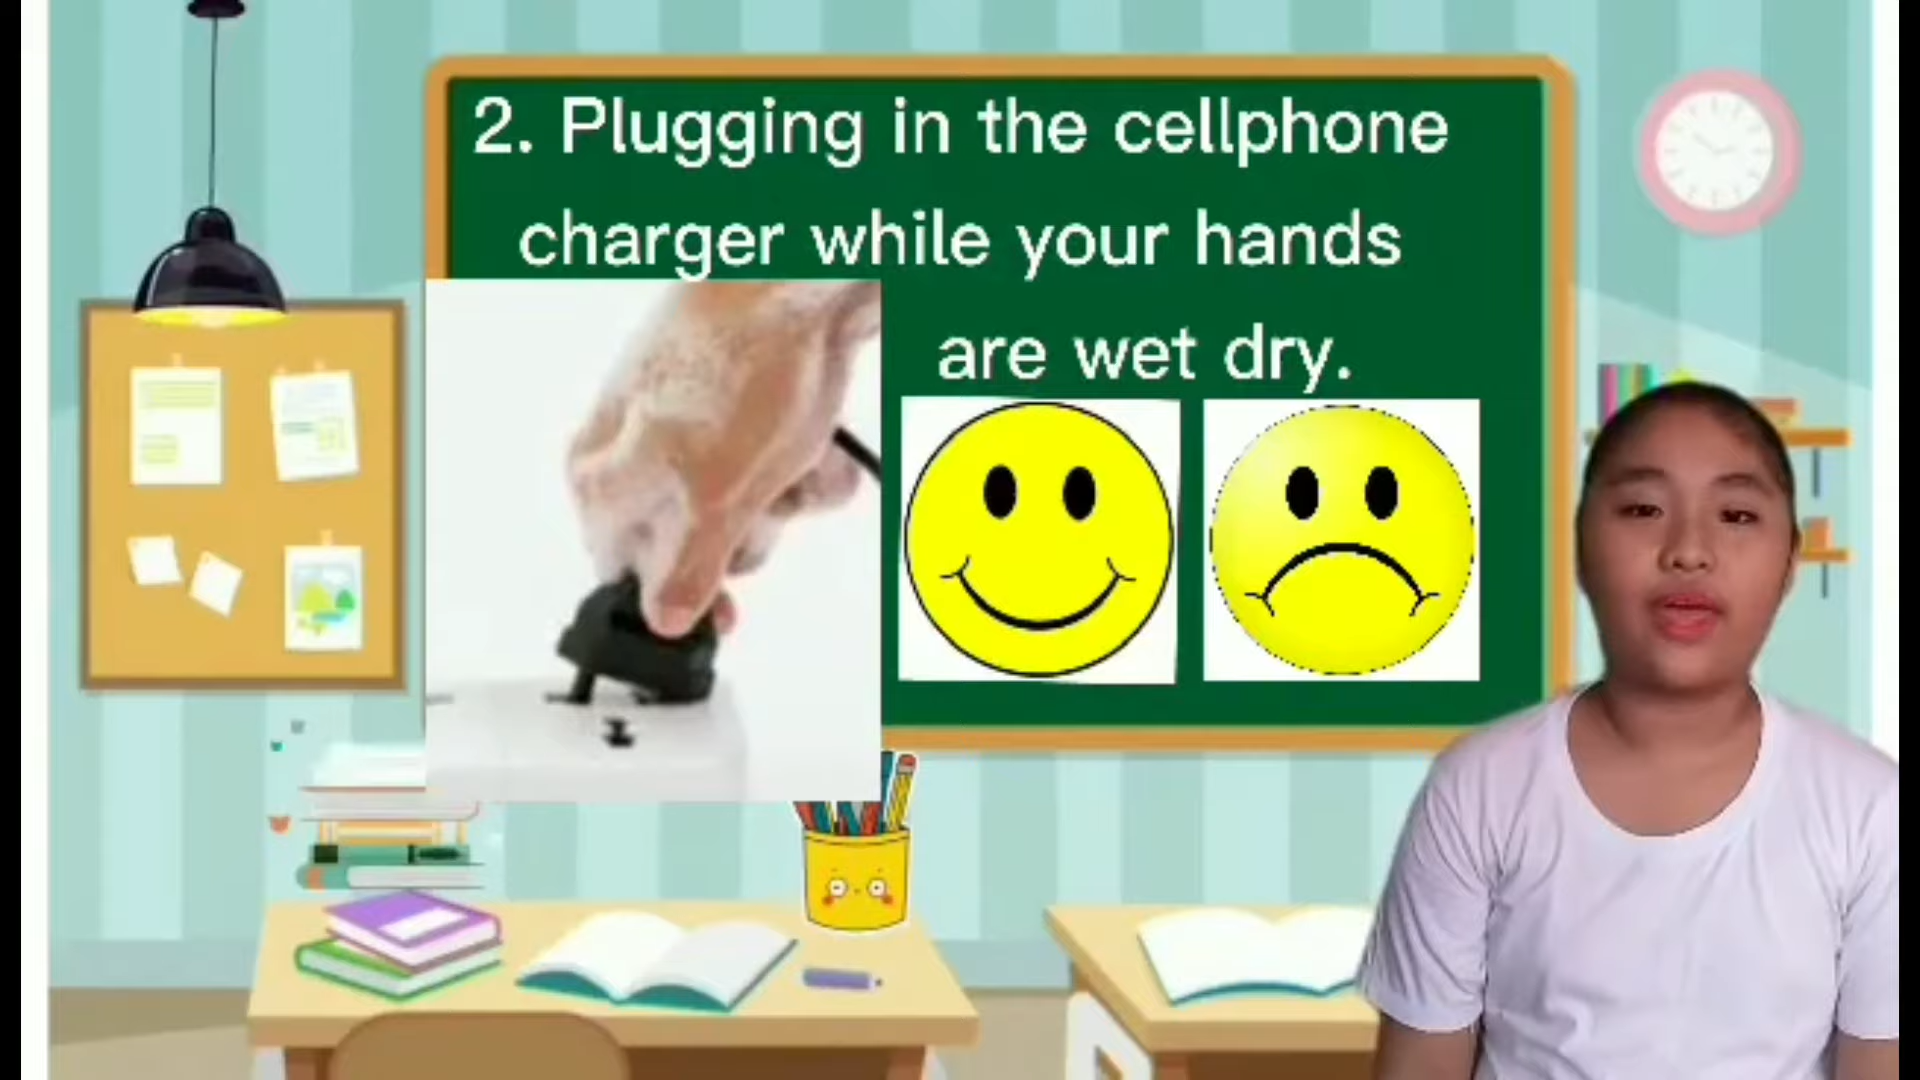 2. Plugging in the cellphone
charger while your hands
are wet dry.